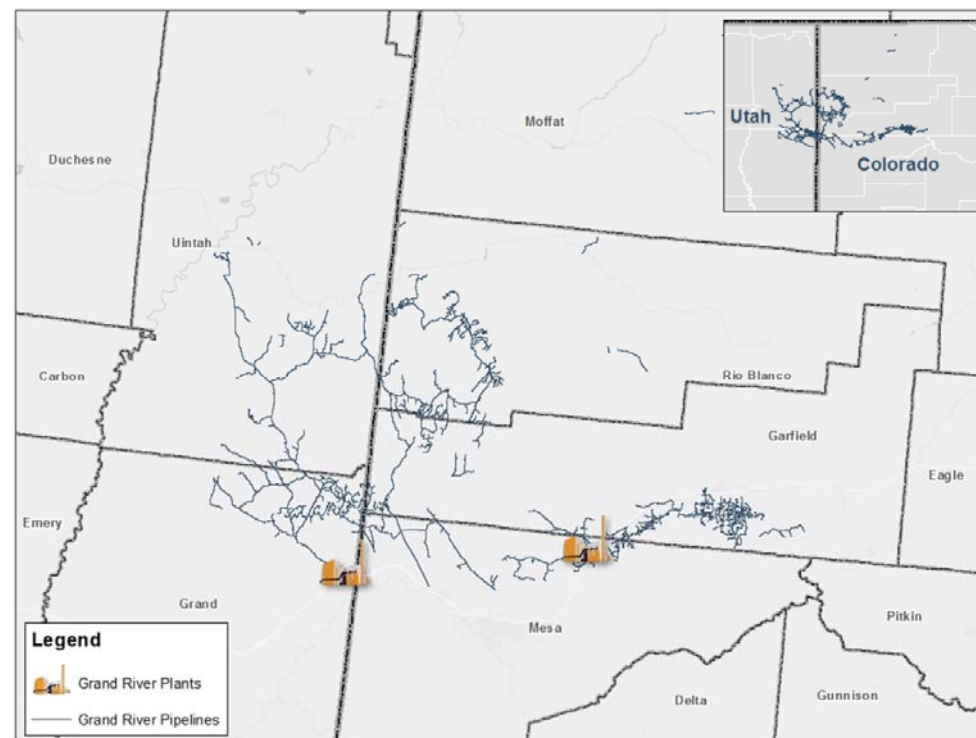 Moffat
Utah
Colorado
Duchesne
Uintah
Carbon
Rio Blanco
Garfield
Eagle
Emery
Grand
Mesa
Pitkin
Delta
Gunnison
Legend
Grand River Plants
Grand River Pipelines